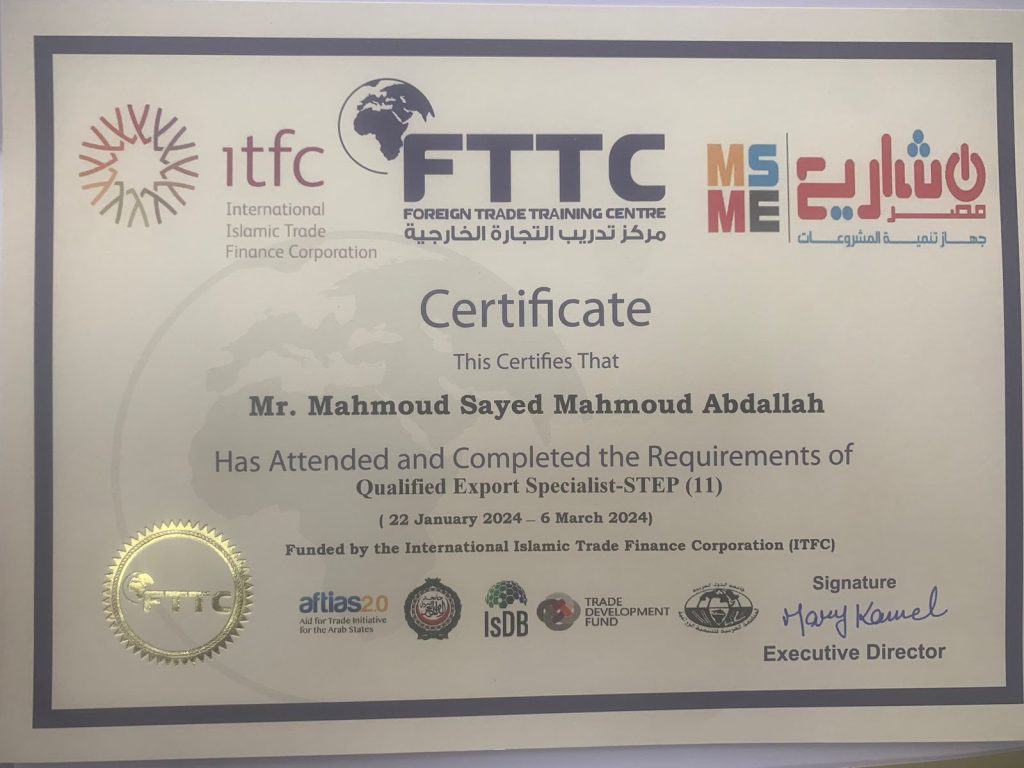 itfc
International
Islamic Trade
Finance Corporation
FTTC
FOREIGN TRADE TRAINING CENTRE
مركز تدريب التجارة الخارجية
MS
ME
مشاريع
مصر
جهاز تنمية المشروعات
Certificate
This Certifies That
Mr. Mahmoud Sayed Mahmoud Abdallah
Has Attended and Completed the Requirements of
Qualified Export Specialist-STEP (11)
( 22 January 2024 – 6 March 2024)
Funded by the International Islamic Trade Finance Corporation (ITFC)
FTTC
aftias2.0
Aid for Trade Initiative
for the Arab States
IsDB
TRADE
DEVELOPMENT
FUND
جامعة الدول العربية
Signature
Mary Kamel
Executive Director